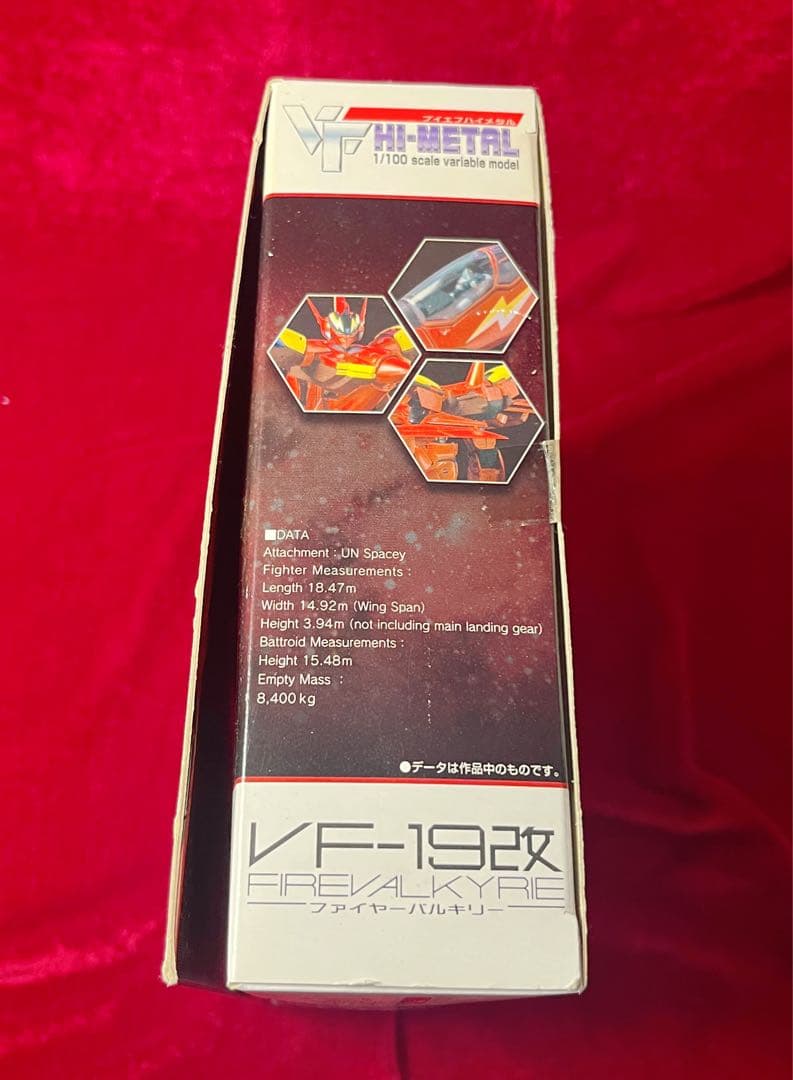 ブイエフハイメタル
VF HI-METAL
1/100 scale variable model
■DATA
Attachment : UN Spacey
Fighter Measurements :
Length 18.47m
Width 14.92m (Wing Span)
Height 3.94m (not including main landing gear)
Battroid Measurements :
Height 15.48m
Empty Mass :
8,400kg
●データは作品中のものです。
VF-19改
FIREVALKYRIE
ファイヤーバルキリー